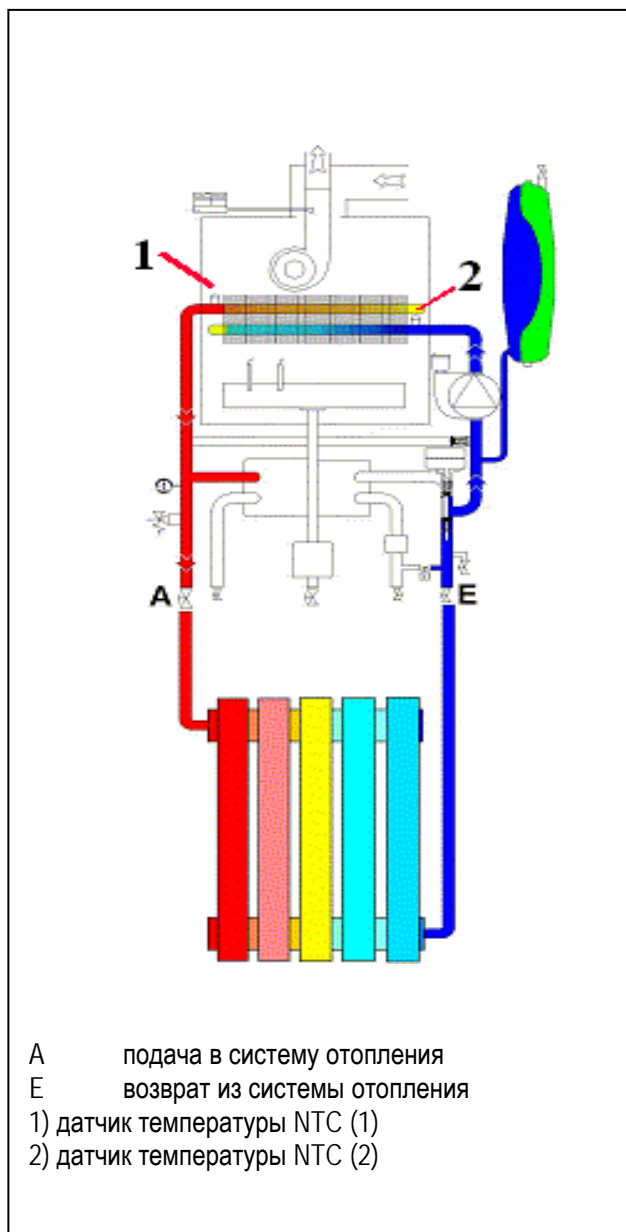 1
2
A
E
A подача в систему отопления
E возврат из системы отопления
1) датчик температуры NTC (1)
2) датчик температуры NTC (2)